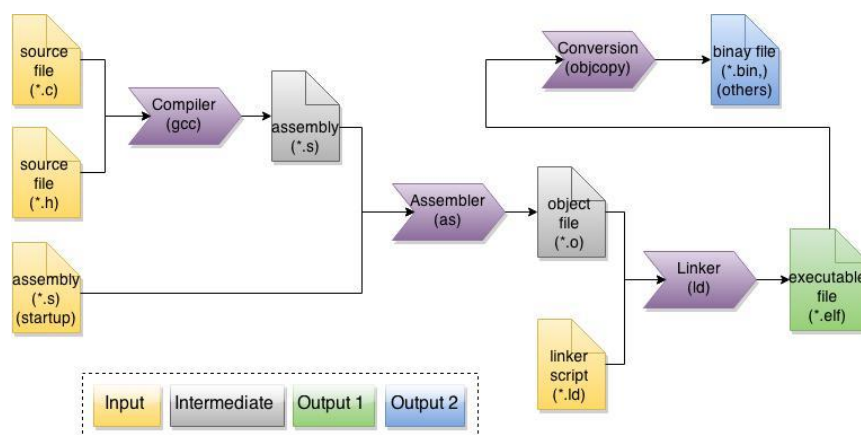 source
file
(*.c)
source
file
(*.h)
assembly
(*.s)
(startup)
Compiler
(gcc)
assembly
(*.s)
Assembler
(as)
object
file
(*.o)
linker
script
(*.ld)
Linker
(ld)
executable
file
(*.elf)
Conversion
(objcopy)
binay file
(*.bin,)
(others)
Input
Intermediate
Output 1
Output 2